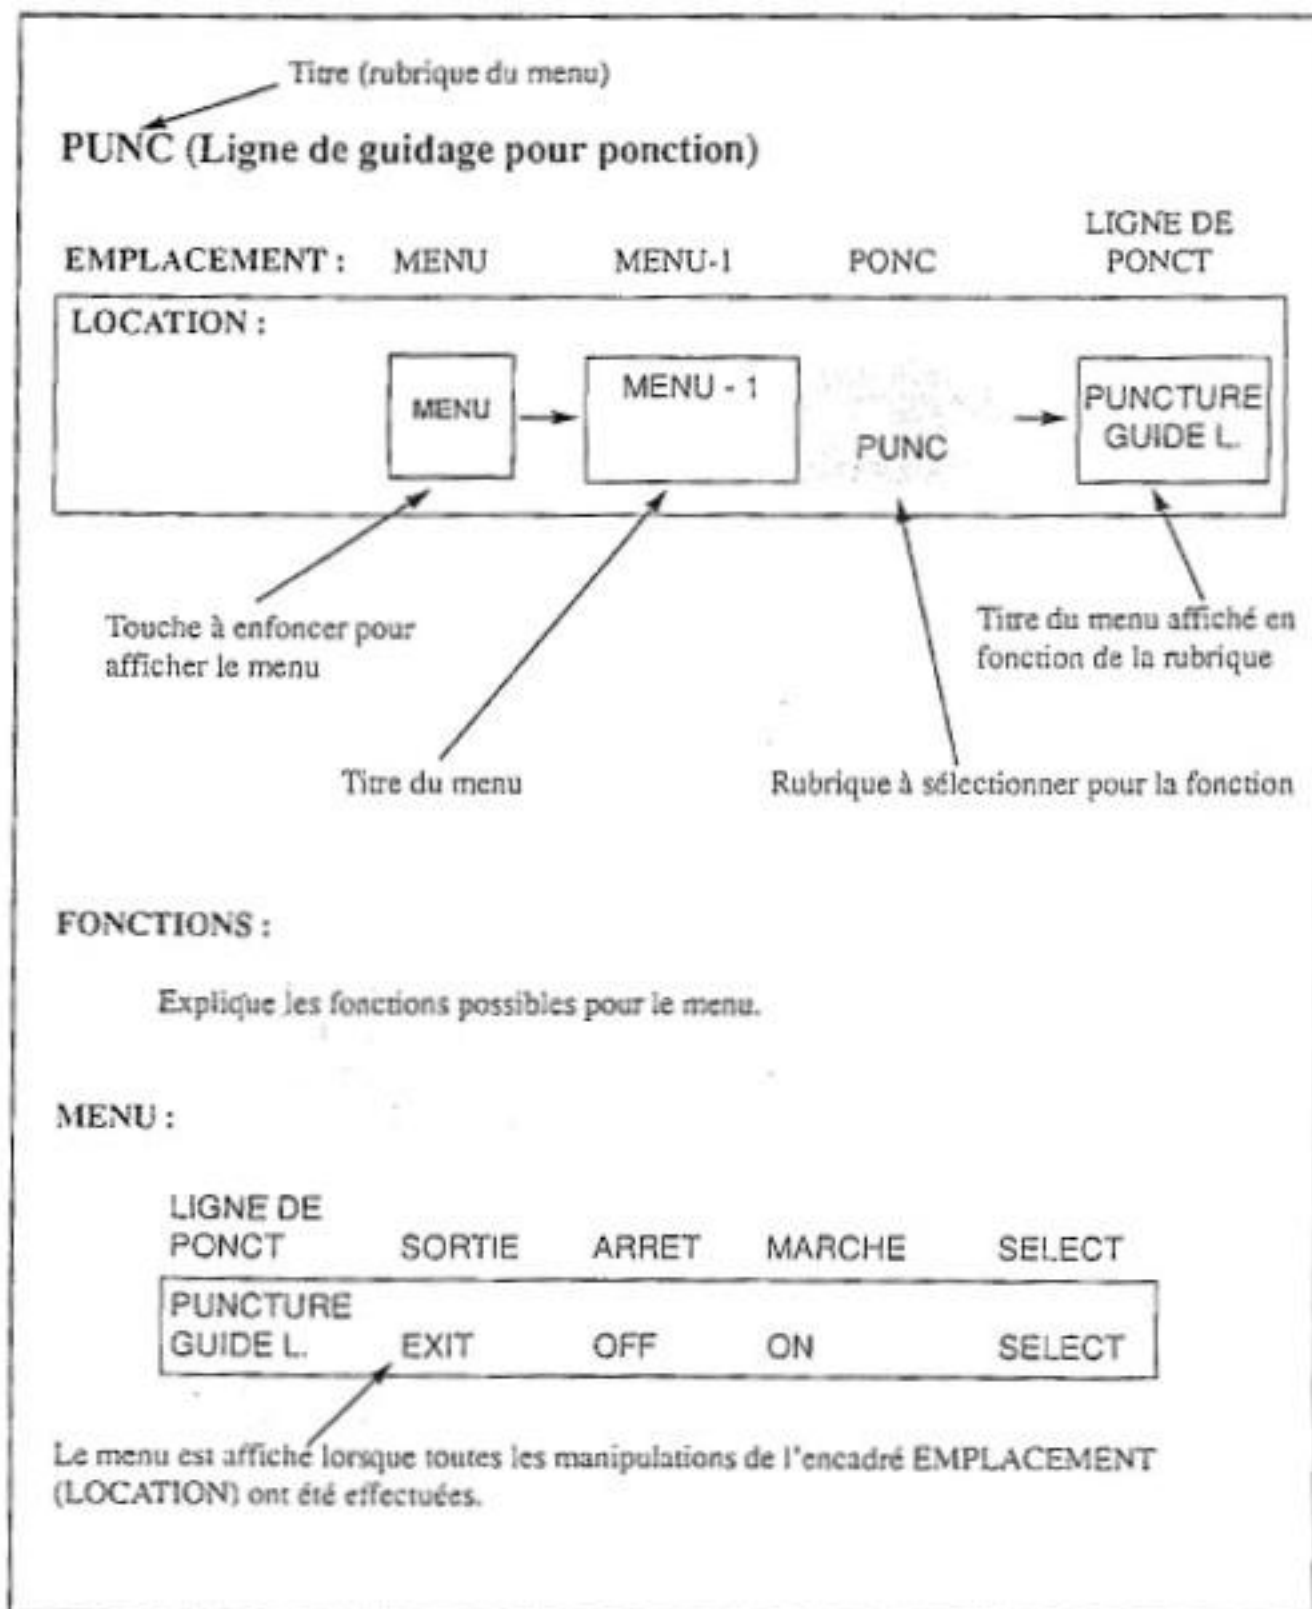 Titre (rubrique du menu)
PUNC (Ligne de guidage pour ponction)
LIGNE DE
EMPLACEMENT : MENU MENU-1 PONC PONCT
LOCATION :
MENU MENU - 1 PUNC PUNCTURE
GUIDE L.
Touche à enfoncer pour
afficher le menu
Titre du menu affiché en
fonction de la rubrique
Titre du menu
Rubrique à sélectionner pour la fonction
FONCTIONS :
Explique les fonctions possibles pour le menu.
MENU :
LIGNE DE
PONCT SORTIE ARRET MARCHE SELECT
PUNCTURE
GUIDE L. EXIT OFF ON SELECT
Le menu est affiché lorsque toutes les manipulations de l'encadré EMPLACEMENT
(LOCATION) ont été effectuées.